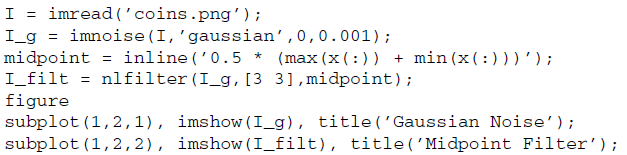 I = imread(’coins.png’);
I_g = imnoise(I,’gaussian’,0,0.001);
midpoint = inline(’0.5 * (max(x(:)) + min(x(:)))’);
I_filt = nlfilter(I_g,[3 3],midpoint);
figure
subplot(1,2,1), imshow(I_g), title(’Gaussian Noise’);
subplot(1,2,2), imshow(I_filt), title(’Midpoint Filter’);